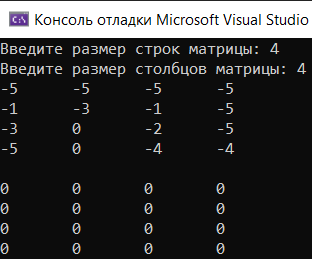 Консоль отладки Microsoft Visual Studio
Введите размер строк матрицы: 4
Введите размер столбцов матрицы: 4
-5 -5 -5 -5
-1 -3 -1 -5
-3 0 -2 -5
-5 0 -4 -4
0 0 0 0
0 0 0 0
0 0 0 0
0 0 0 0